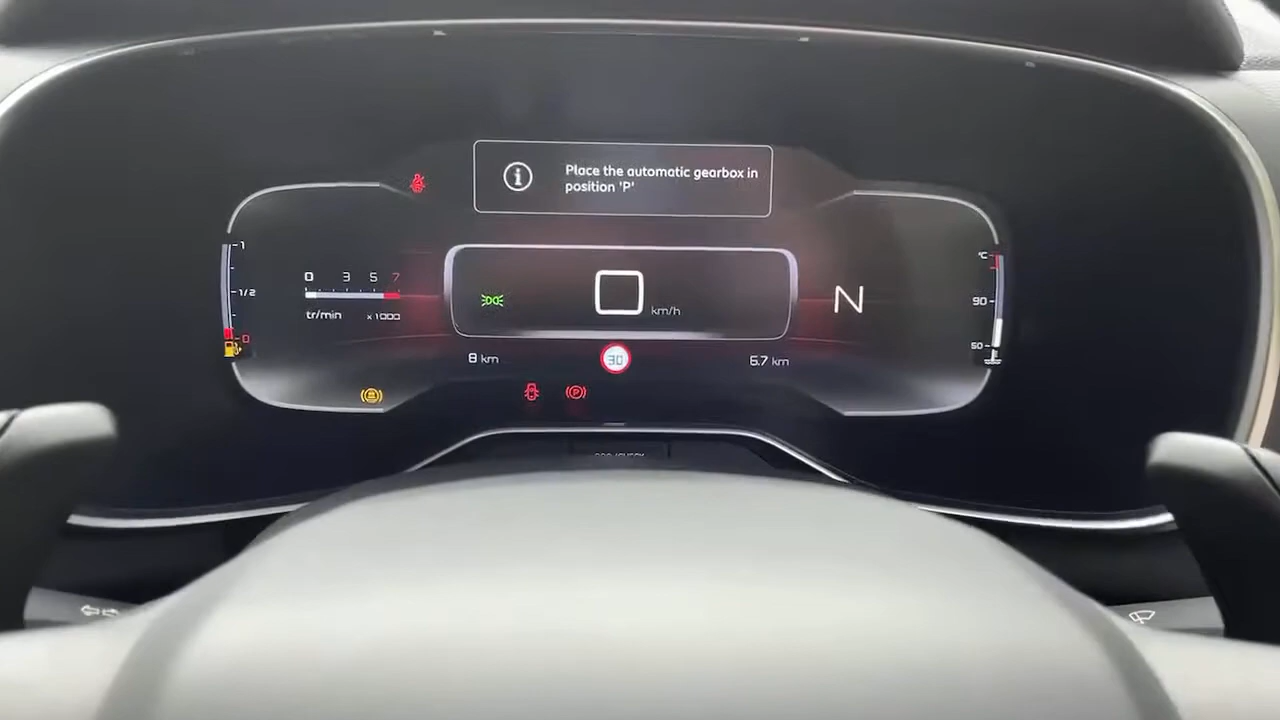 Place the automatic gearbox in
position 'P'
1
1/2
0
0 3 5 7
tr/min x 1000
0
km/h
N
°C
90
50
8 km
30
6.7 km
P